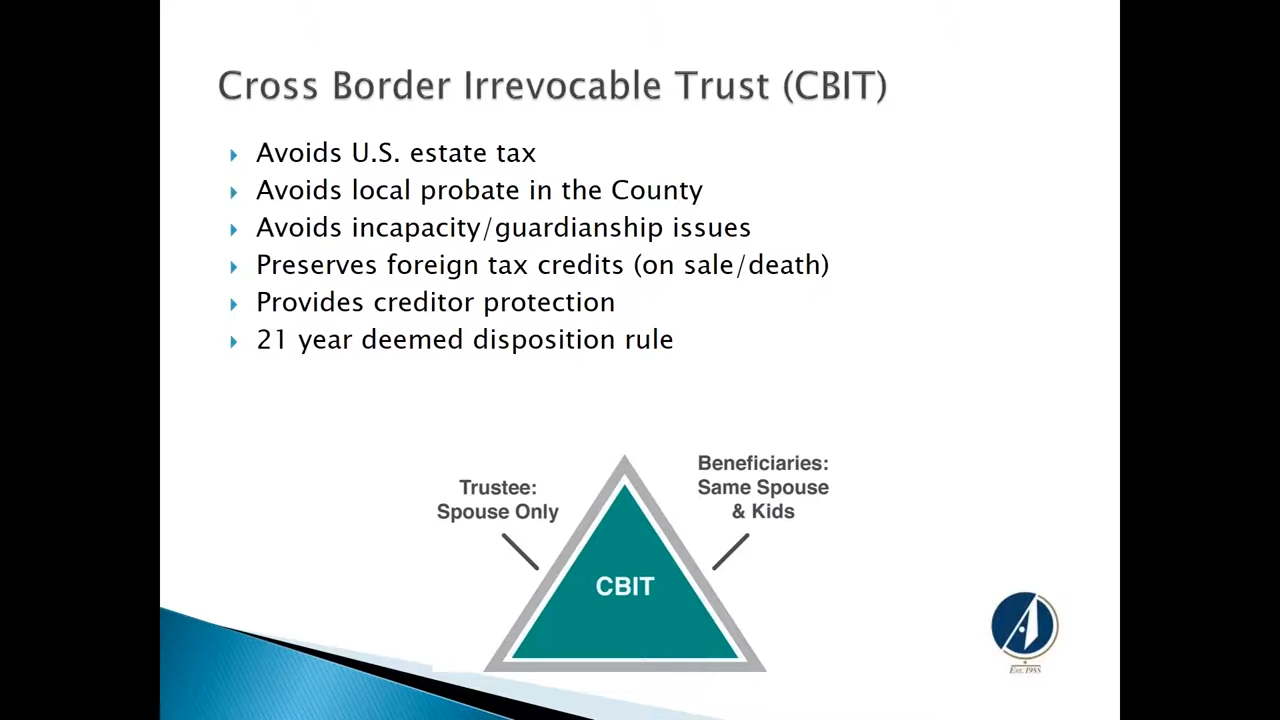 Cross Border Irrevocable Trust (CBIT)
Avoids U.S. estate tax
Avoids local probate in the County
Avoids incapacity/guardianship issues
Preserves foreign tax credits (on sale/death)
Provides creditor protection
21 year deemed disposition rule
Trustee:
Spouse Only
Beneficiaries:
Same Spouse
& Kids
CBIT
A
Est. 1955